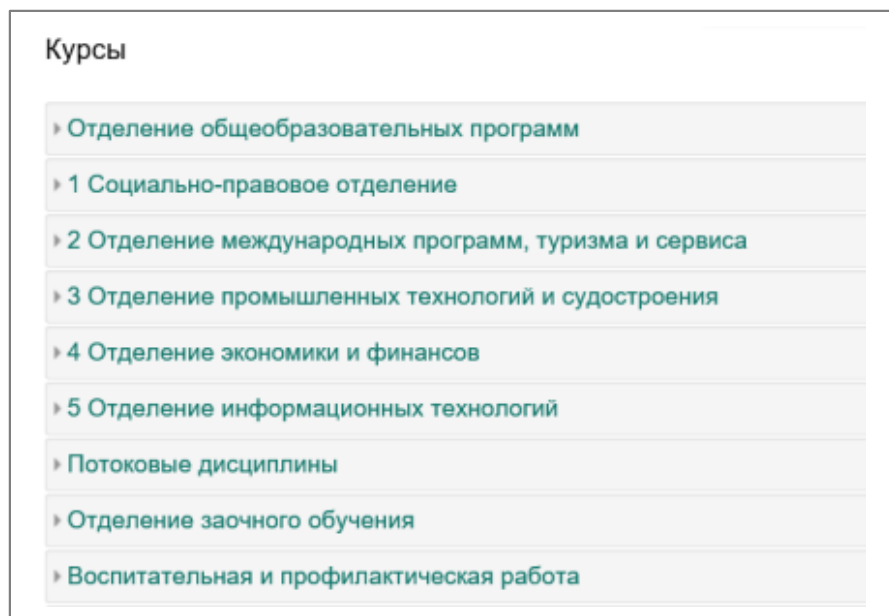 Курсы
Отделение общеобразовательных программ
1 Социально-правовое отделение
2 Отделение международных программ, туризма и сервиса
3 Отделение промышленных технологий и судостроения
4 Отделение экономики и финансов
5 Отделение информационных технологий
Потоковые дисциплины
Отделение заочного обучения
Воспитательная и профилактическая работа